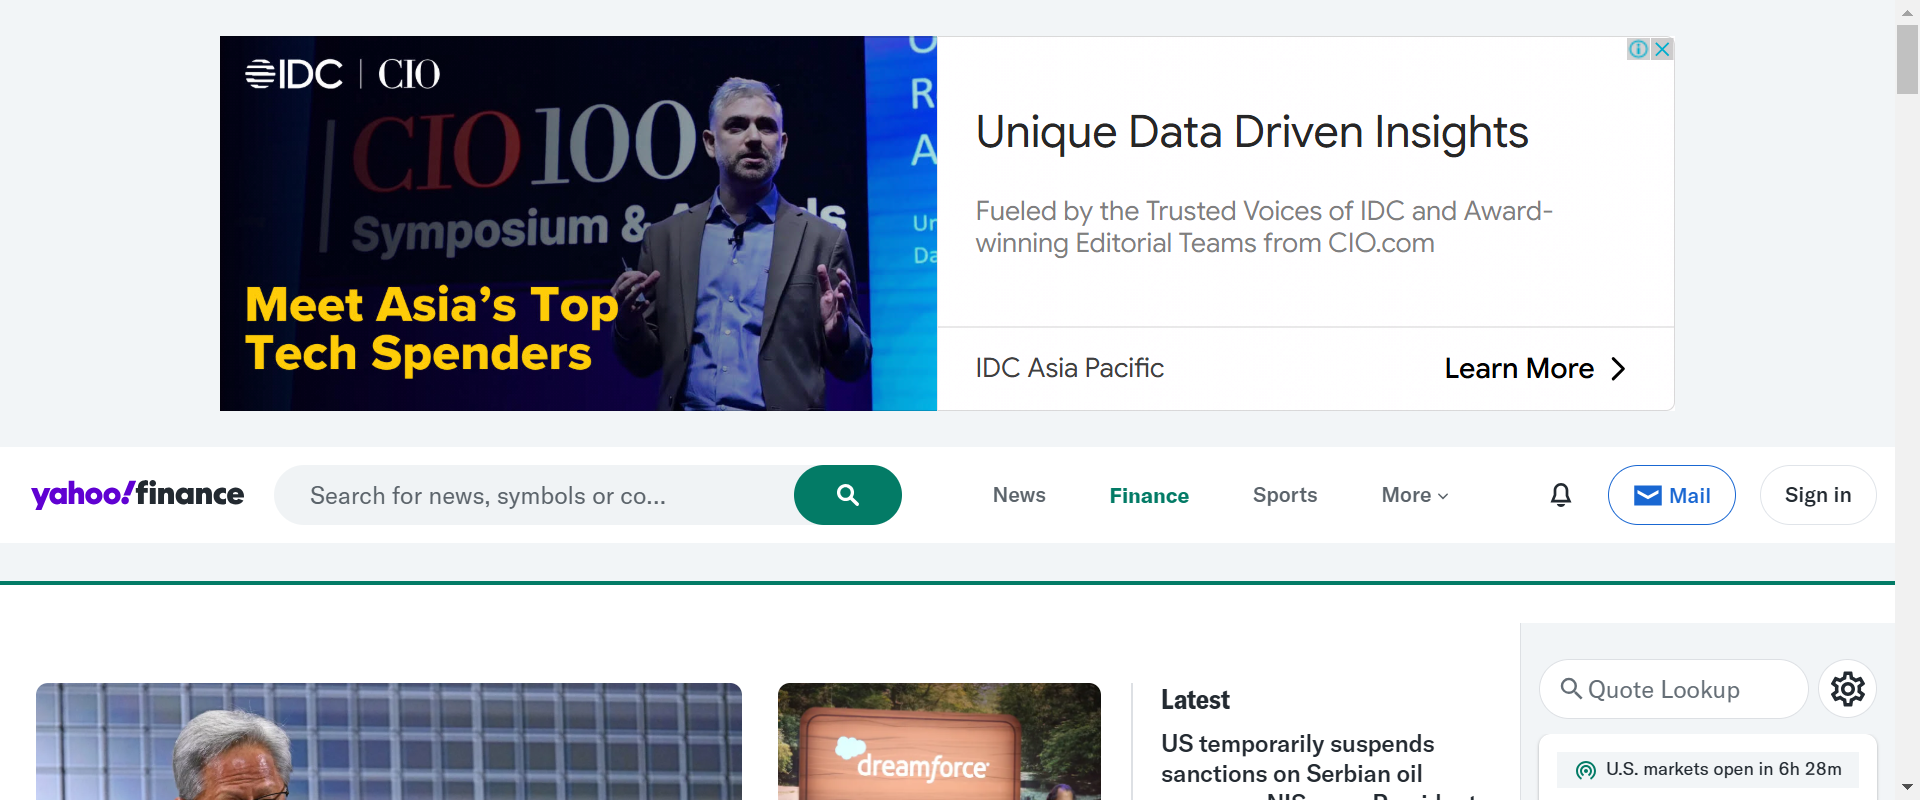 IDC | CIO
CIO 100
Symposium &
Meet Asia's Top
Tech Spenders
Unique Data Driven Insights
Fueled by the Trusted Voices of IDC and Award-
winning Editorial Teams from CIO.com
IDC Asia Pacific
Learn More
yahoo!finance
Search for news, symbols or co...
News
Finance
Sports
More
Mail
Sign in
dreamforce
Latest
US temporarily suspends
sanctions on Serbian oil
Quote Lookup
U.S. markets open in 6h 28m